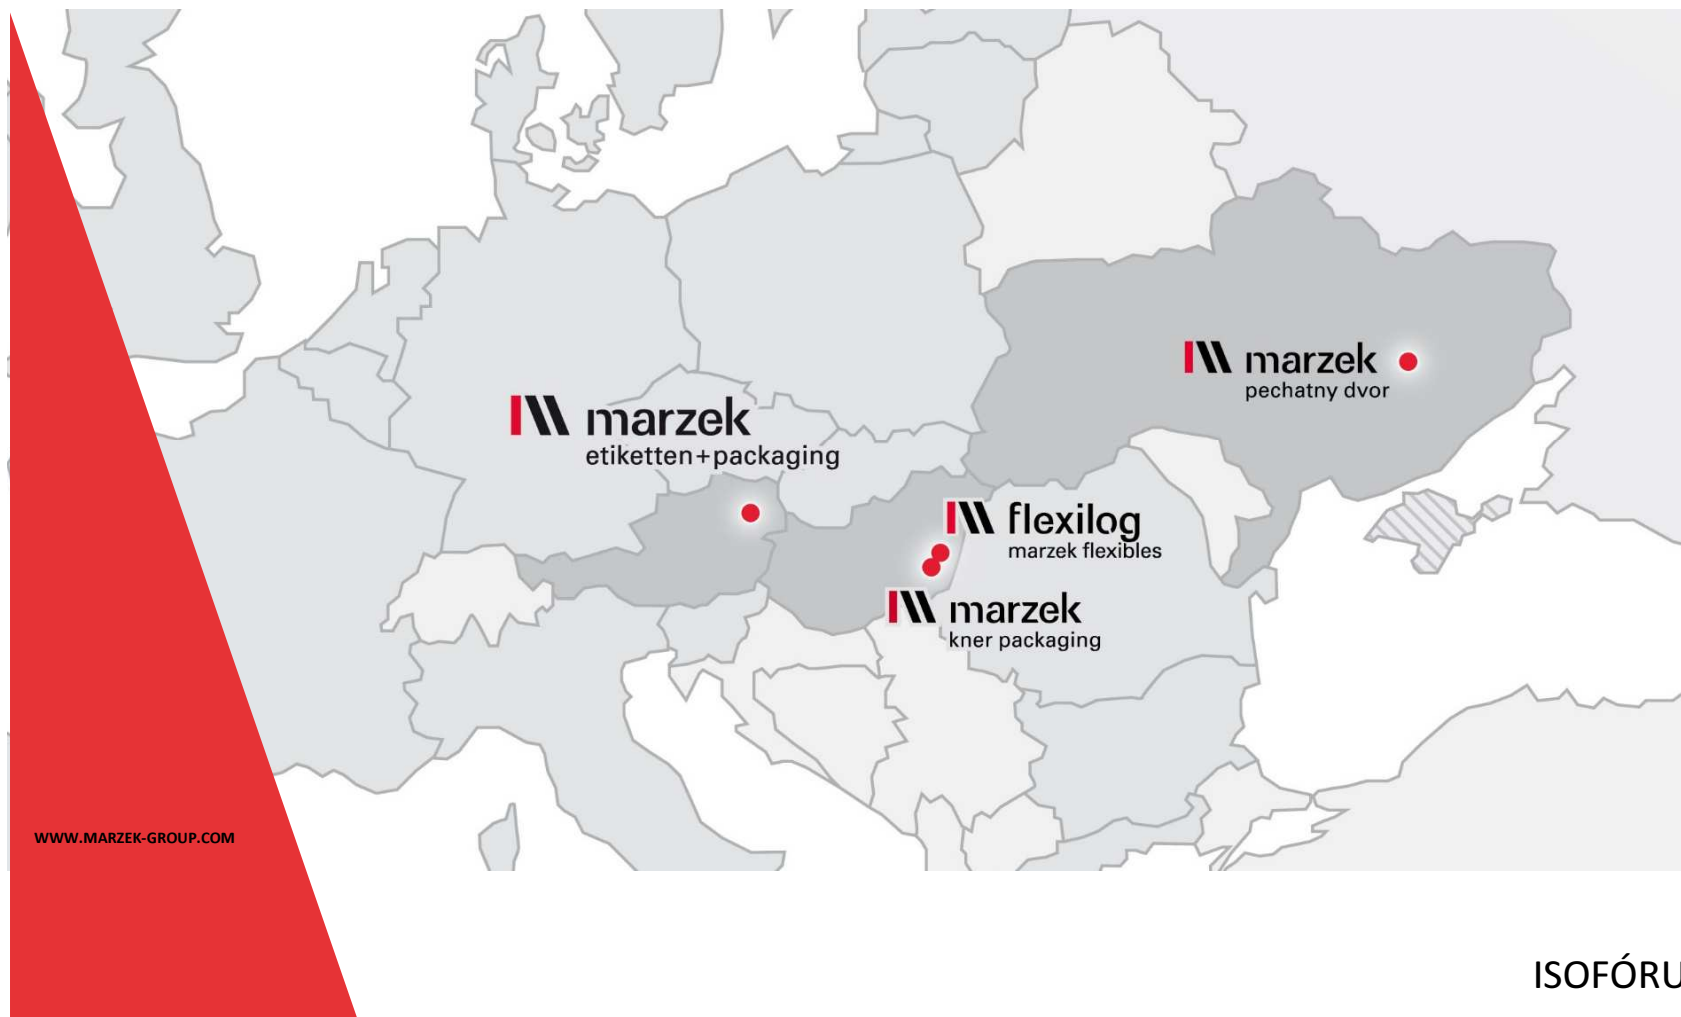 marzek
pechatny dvor
marzek
etiketten+packaging
flexilog
marzek flexibles
marzek
kner packaging
WWW.MARZEK-GROUP.COM
ISOFÓRU